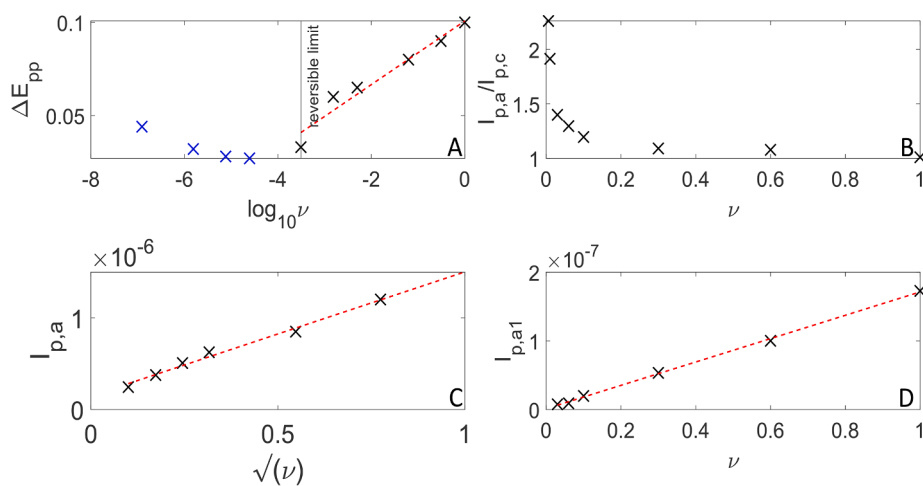 0.1
0.05
ΔE_pp
reversible limit
A
-8 -6 -4 -2 0
log₁₀ν
2
1.5
1
I_p,a/I_p,c
B
0 0.2 0.4 0.6 0.8 1
ν
×10⁻⁶
1
0
I_p,a
C
0 0.5 1
√(ν)
×10⁻⁷
2
1
0
I_p,a1
D
0 0.2 0.4 0.6 0.8 1
ν